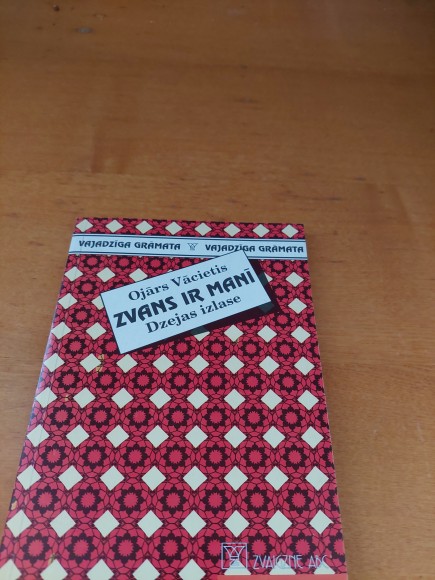 VAJADZĪGA GRĀMATA VAJADZĪGA GRĀMATA
Ojārs Vācietis
ZVANS IR MANĪ
Dzejas izlase
ZVAIGZNE ABC